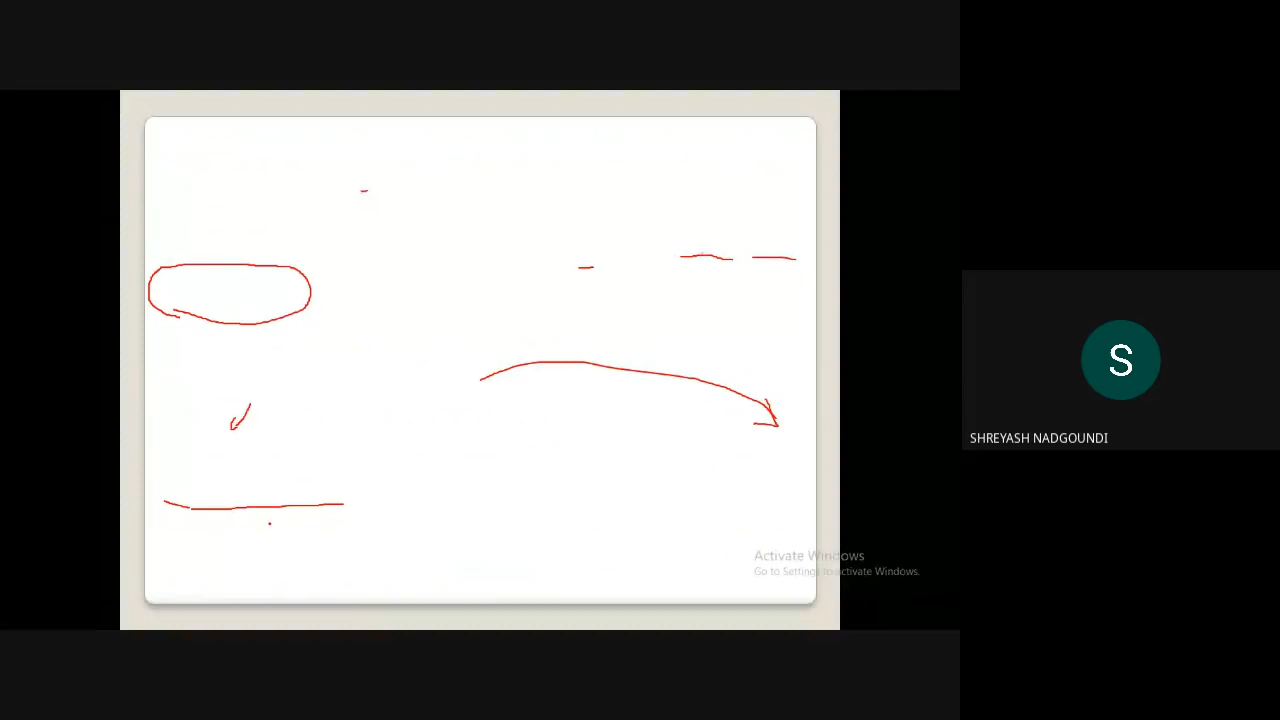 S
SHREYASH NADGOUNDI
Activate Windows
Go to Settings to activate Windows.